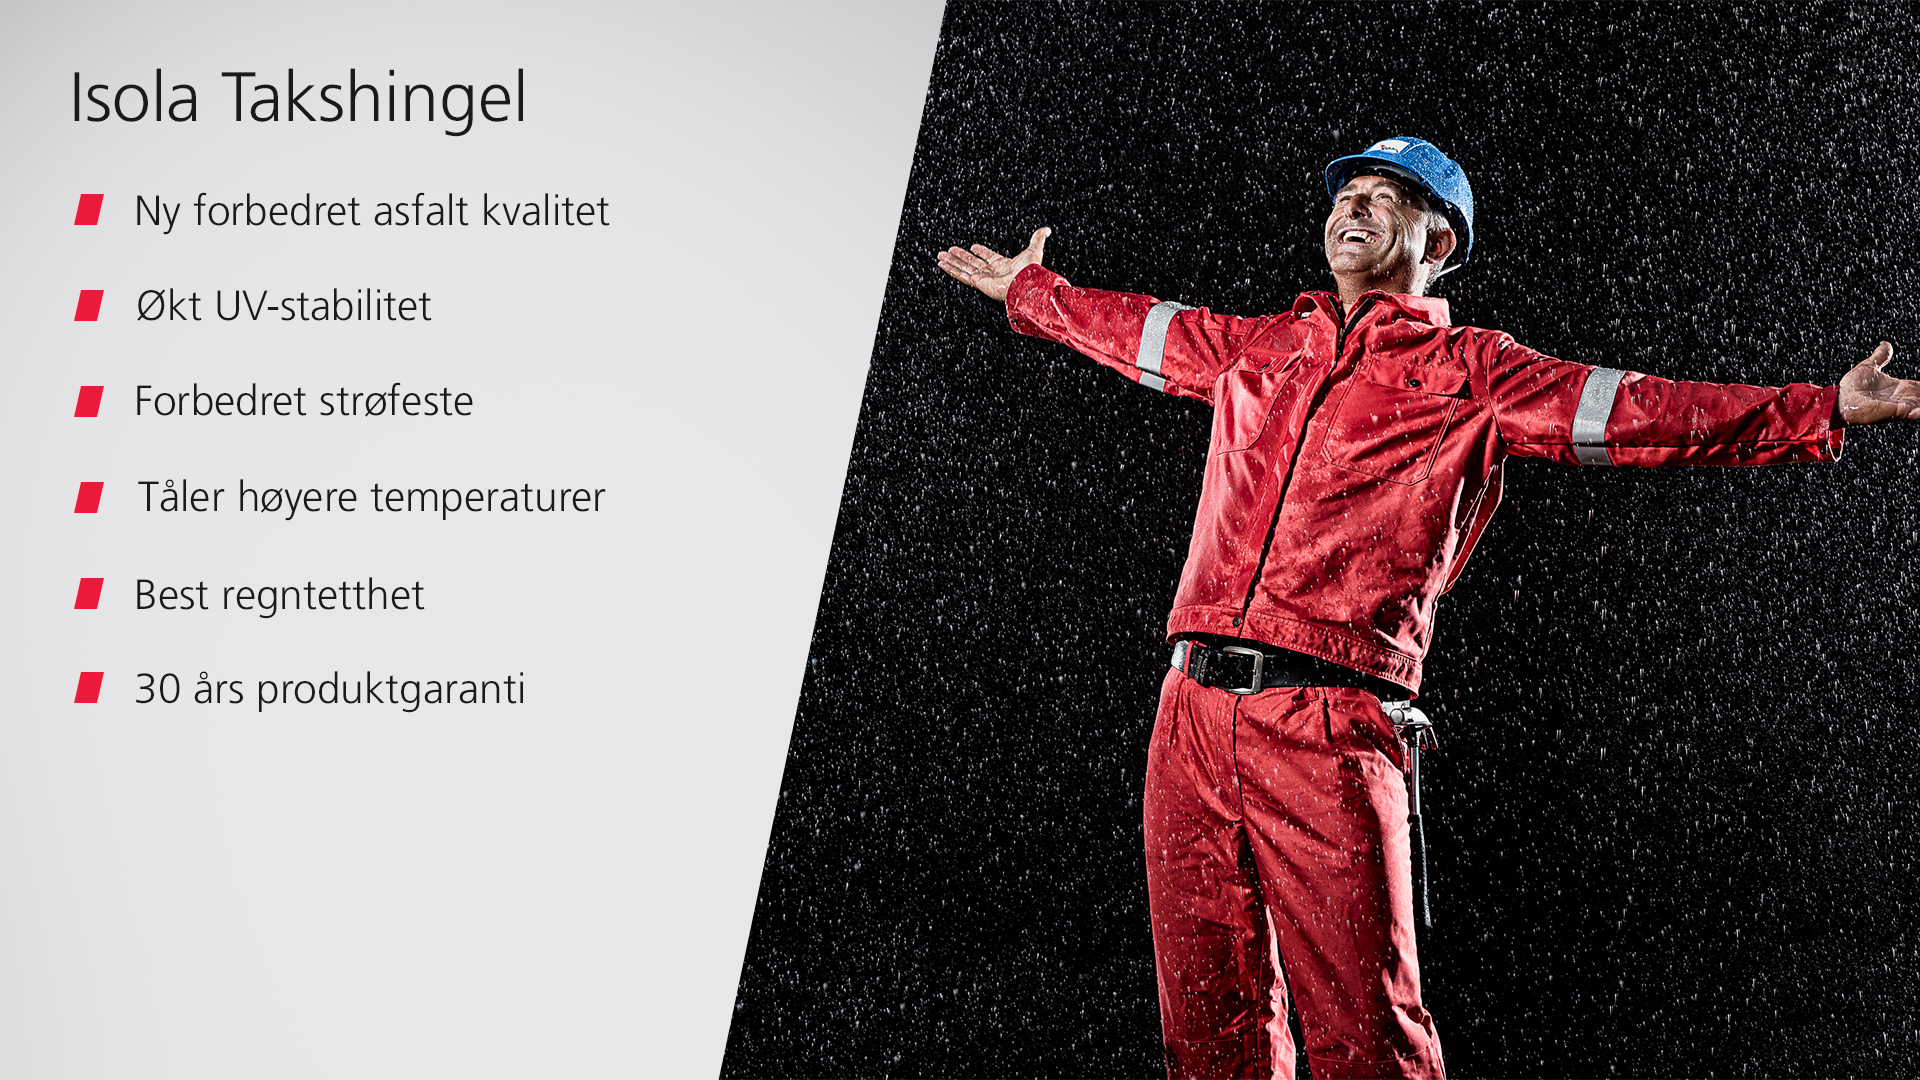 Isola Takshingel
Ny forbedret asfalt kvalitet
Økt UV-stabilitet
Forbedret strøfeste
Tåler høyere temperaturer
Best regntetthet
30 års produktgaranti